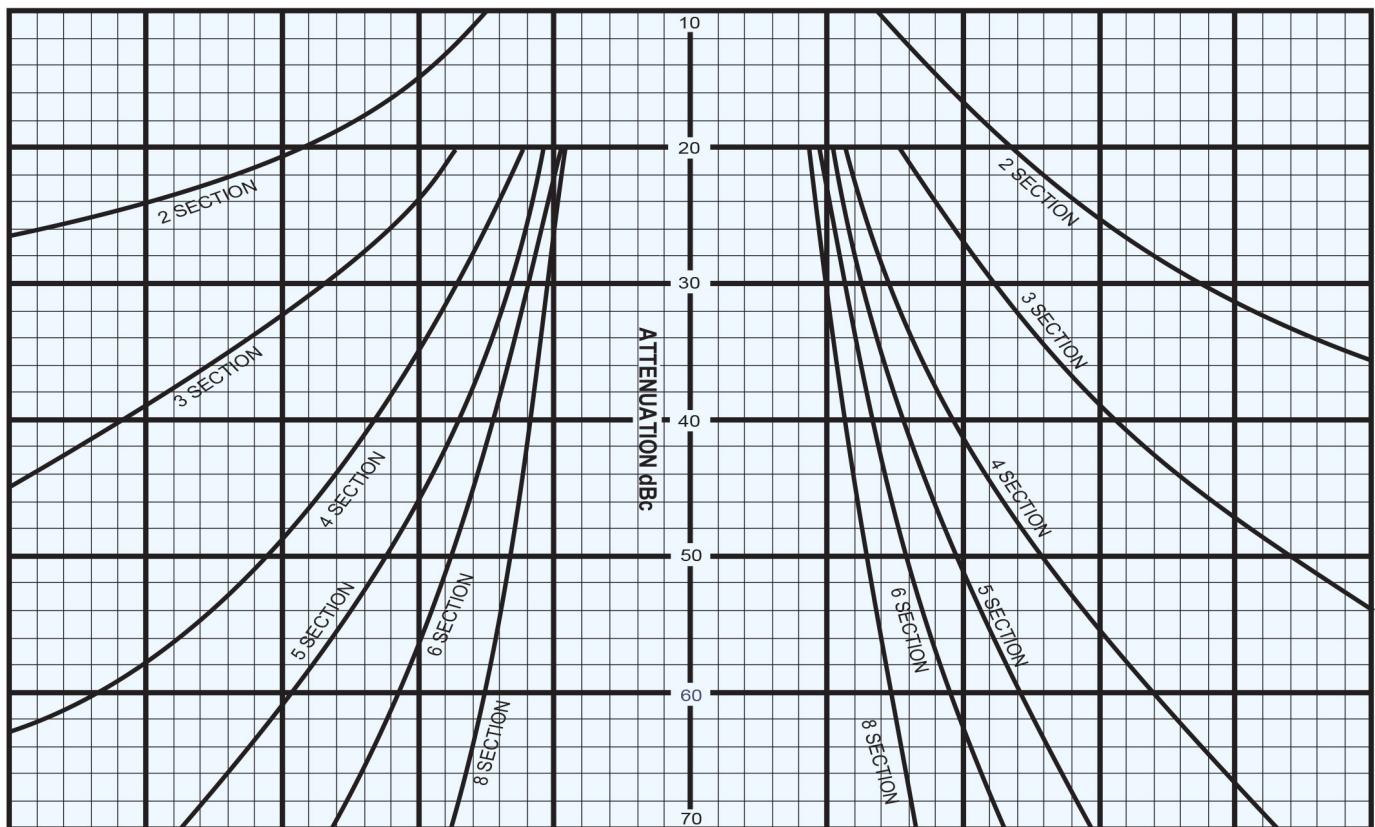 10
20
2 SECTION
2 SECTION
30
3 SECTION
3 SECTION
ATTENUATION dBc
40
4 SECTION
4 SECTION
50
5 SECTION
6 SECTION
6 SECTION
5 SECTION
60
8 SECTION
8 SECTION
70